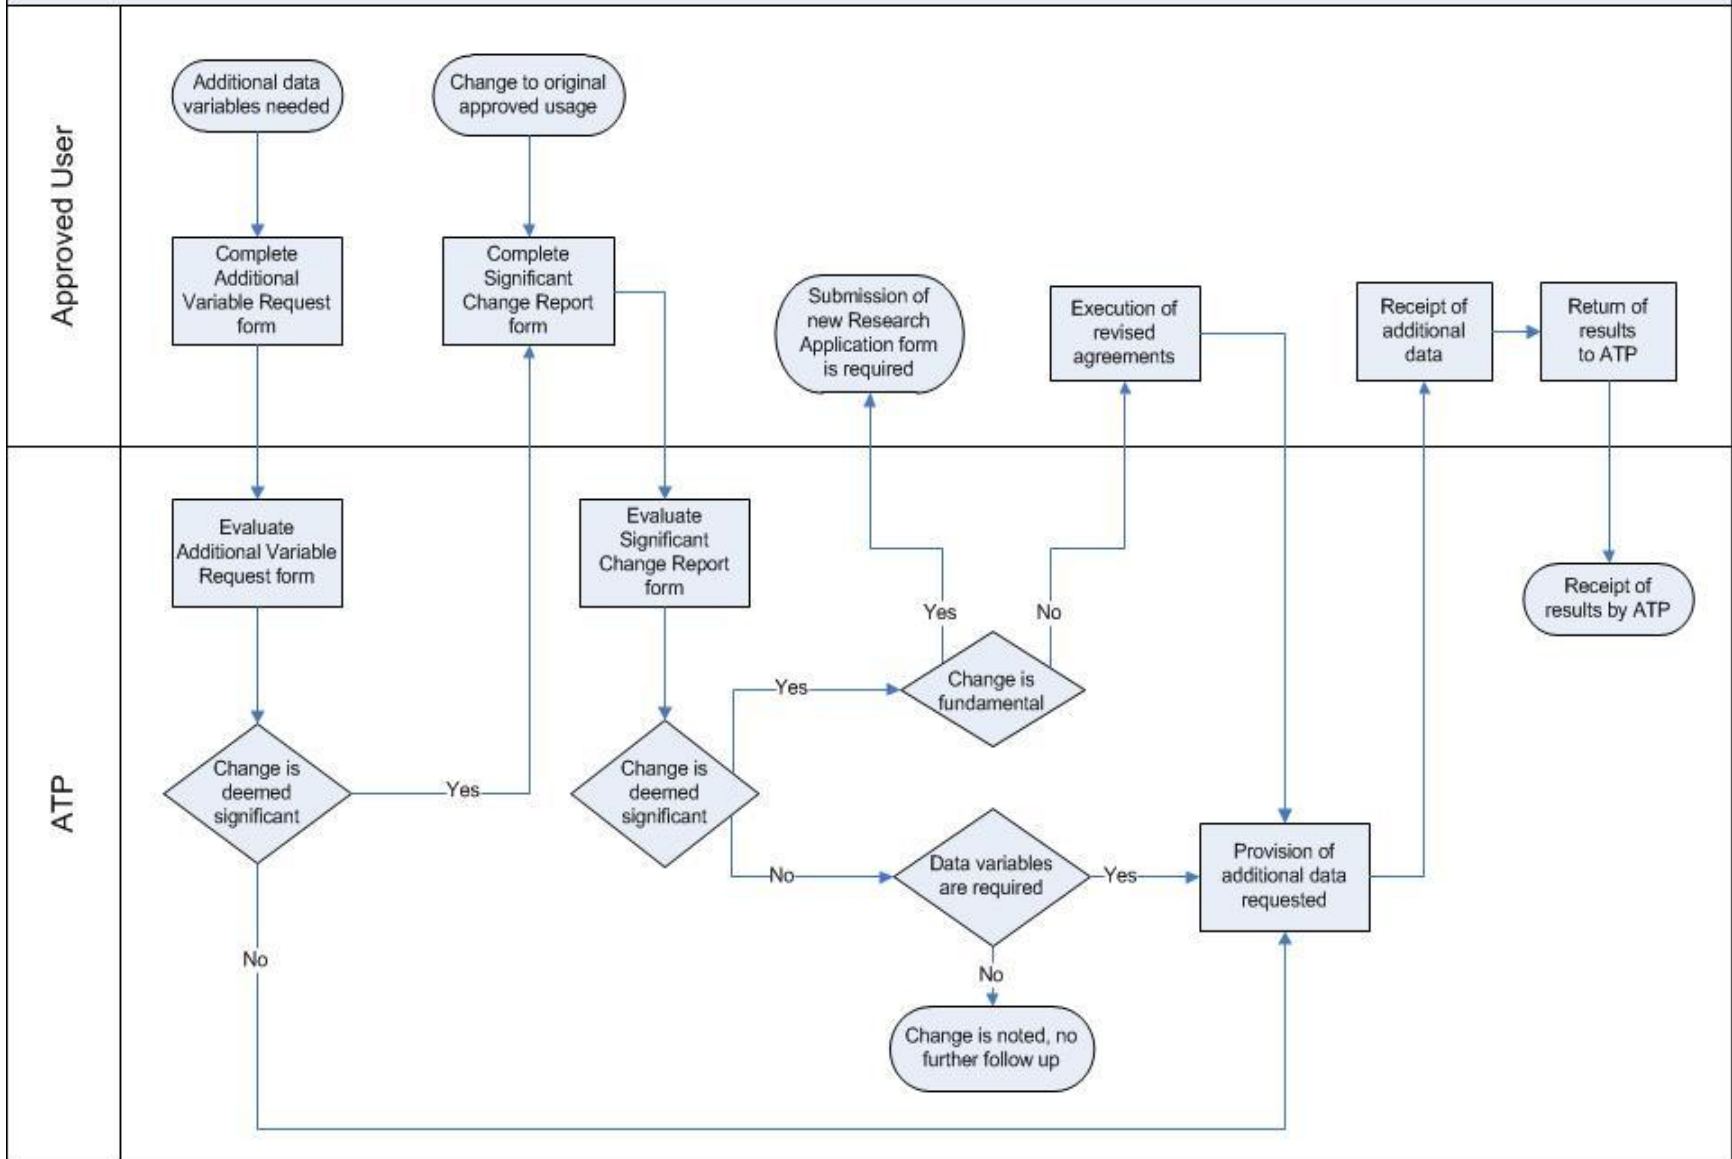 Approved User
Additional data
variables needed
Change to original
approved usage
Complete
Additional
Variable Request
form
Complete
Significant
Change Report
form
Submission of
new Research
Application form
is required
Execution of
revised
agreements
Receipt of
additional
data
Return of
results
to ATP
ATP
Evaluate
Additional Variable
Request form
Evaluate
Significant
Change Report
form
Receipt of
results by ATP
Yes
No
Change is
fundamental
Yes
Change is
deemed
significant
Yes
Change is
deemed
significant
No
Data variables
are required
Yes
Provision of
additional data
requested
No
No
Change is noted, no
further follow up